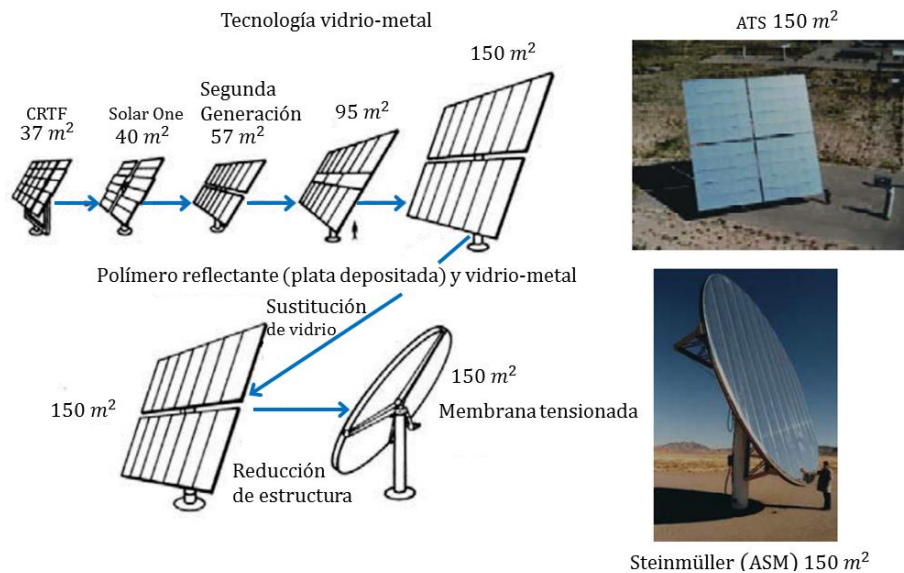 Tecnología vidrio-metal
ATS 150 m²
150 m²
Segunda
Generación
57 m²
95 m²
CRTF
37 m²
Solar One
40 m²
Polímero reflectante (plata depositada) y vidrio-metal
Sustitución
de vidrio
150 m²
150 m²
Membrana tensionada
Reducción
de estructura
Steinmüller (ASM) 150 m²